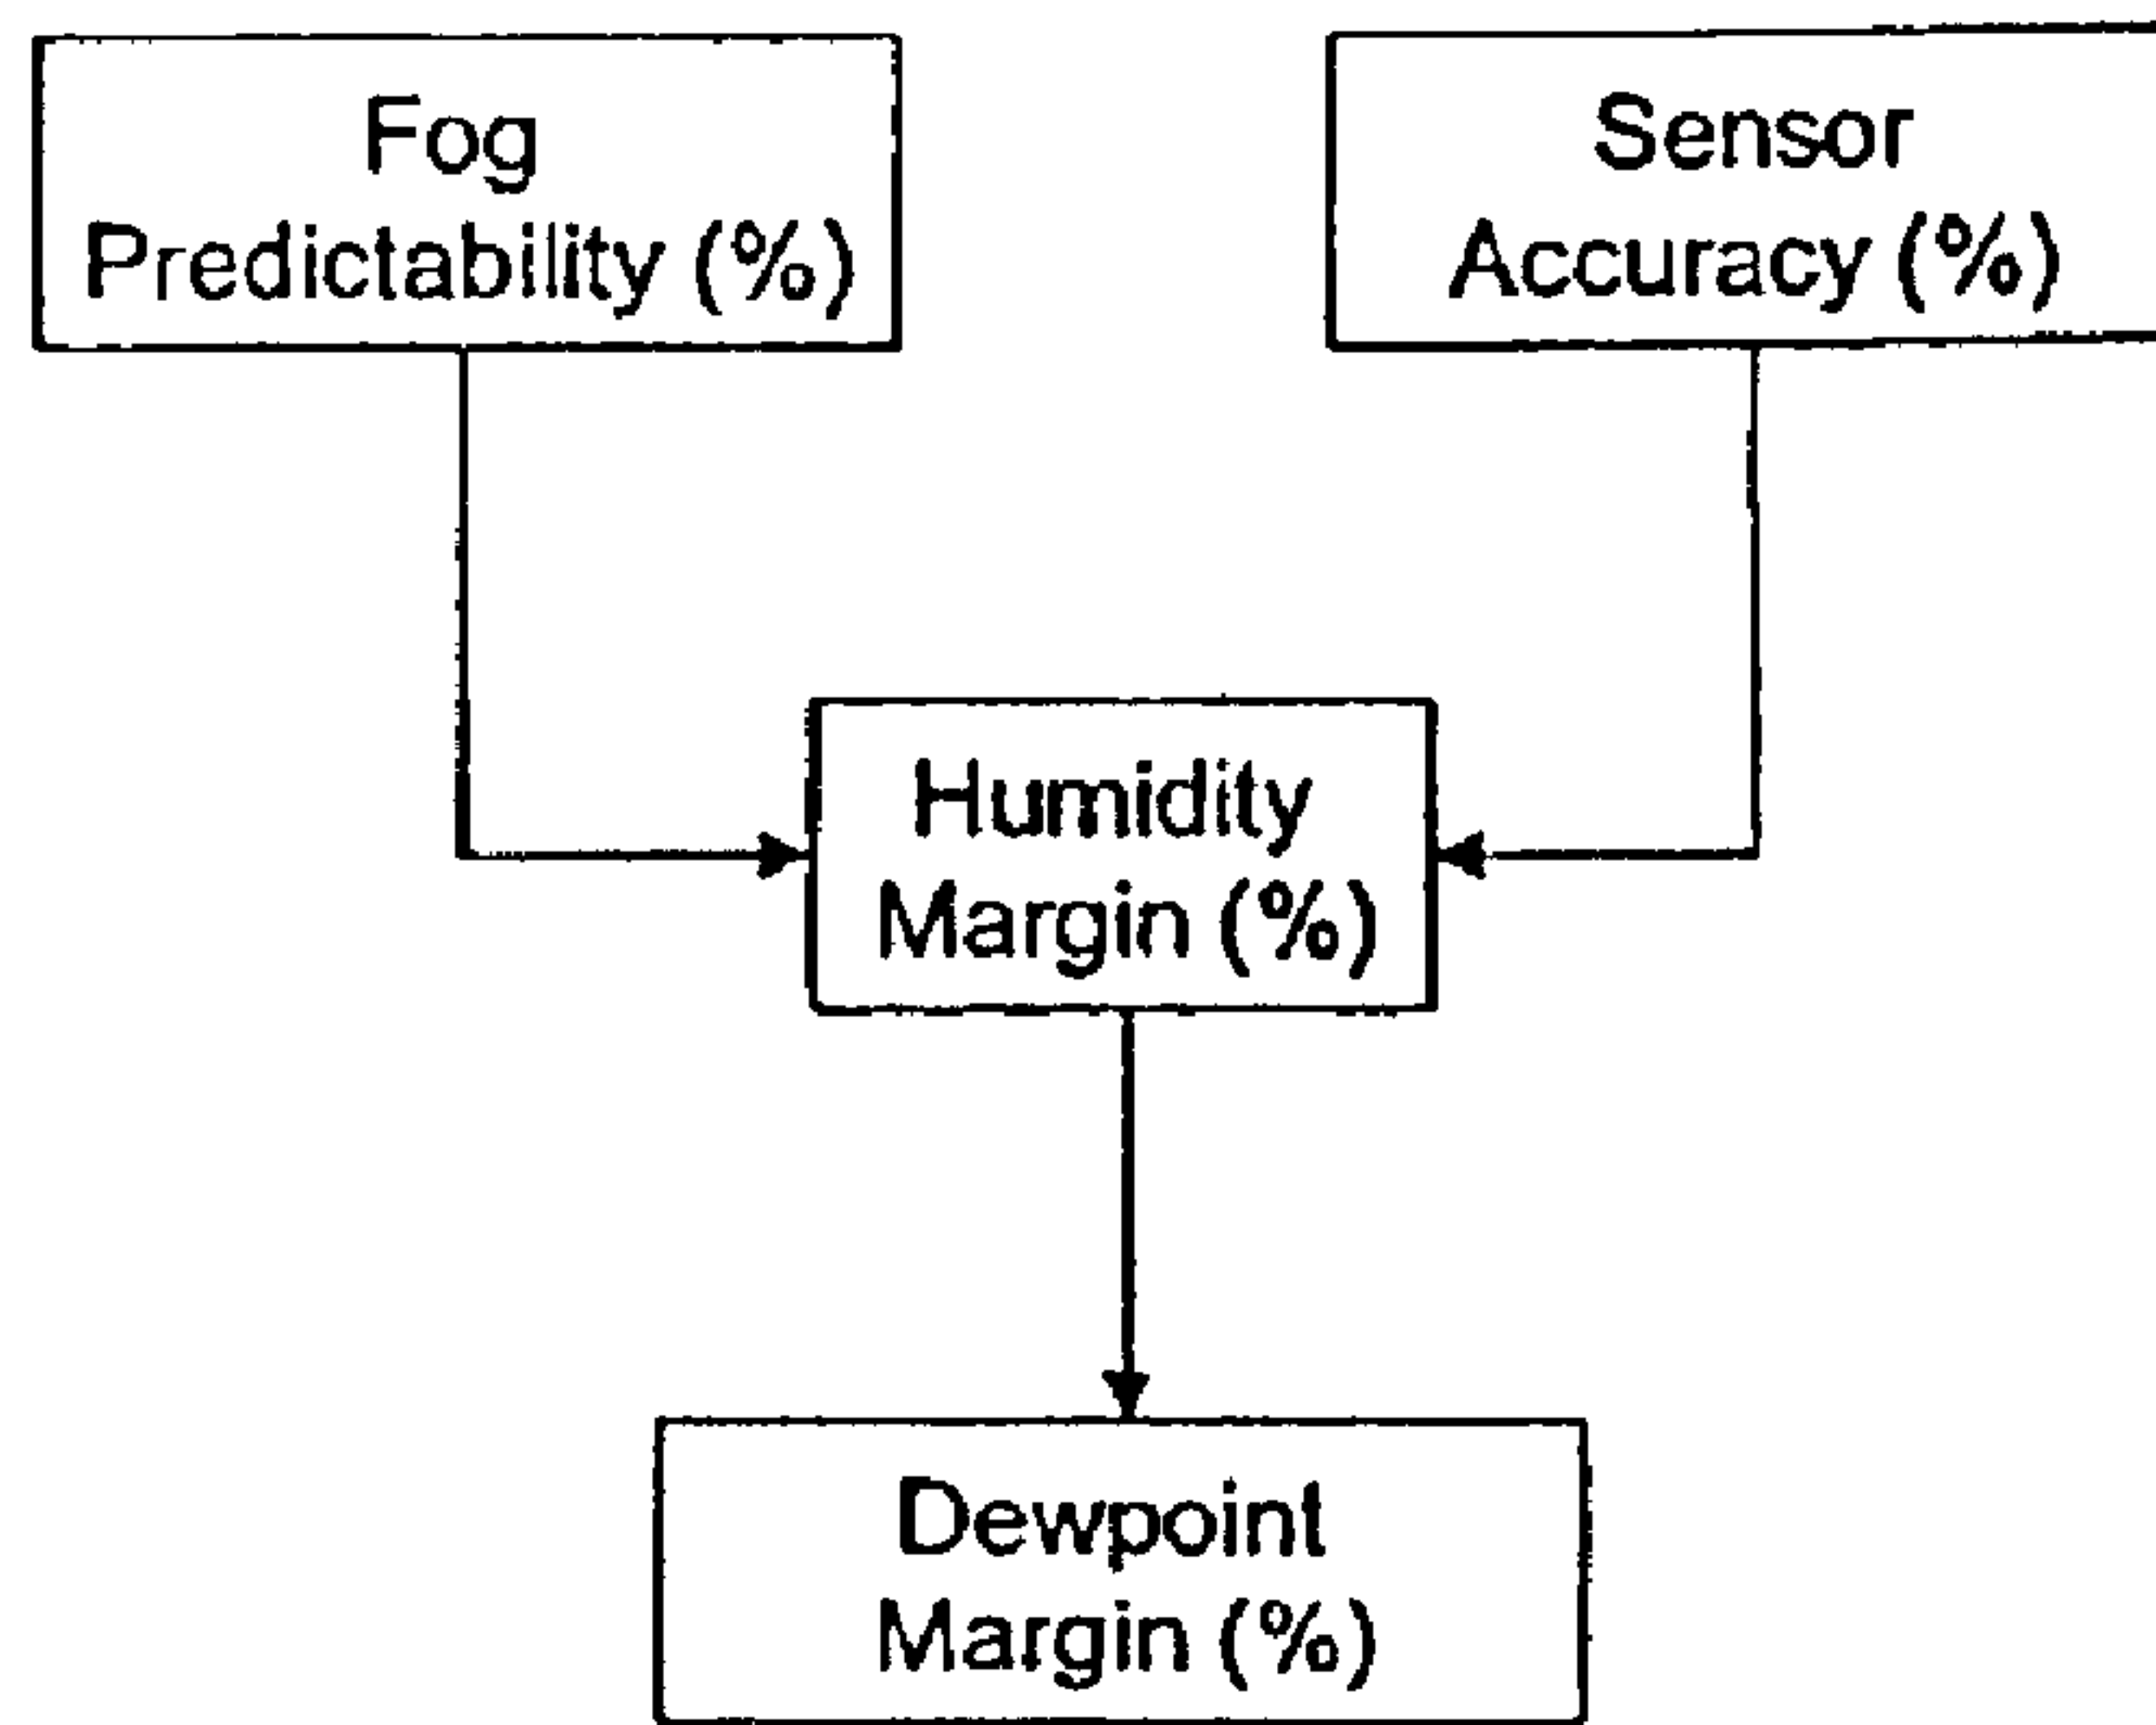 Fog
Predictability (%)
Sensor
Accuracy (%)
Humidity
Margin (%)
Dewpoint
Margin (%)